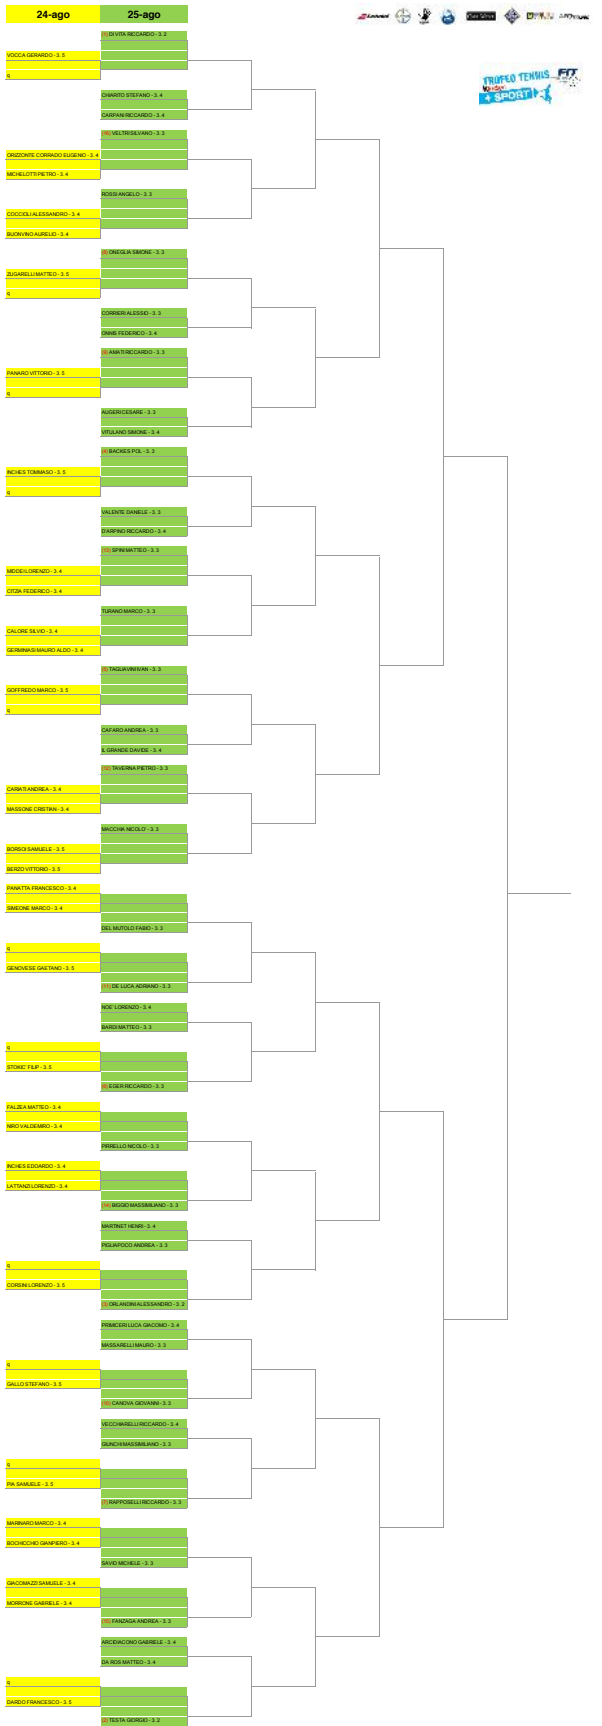 24-ago 25-ago
TROFEO TENNIS FIT
Kinder
+ SPORT
(1) DI VITA RICCARDO - 3. 2
VOCCA GERARDO - 3. 5
q
CHIARITO STEFANO - 3. 4
CARPANI RICCARDO - 3. 4
(16) VELTRI SILVANO - 3. 3
ORIZZONTE CORRADO EUGENIO - 3. 4
MICHELOTTI PIETRO - 3. 4
ROSSI ANGELO - 3. 3
COCCIOLI ALESSANDRO - 3. 4
BUONVINO AURELIO - 3. 4
ONEGLIA SIMONE - 3. 3
ZUGARELLI MATTEO - 3. 5
q
CORRIERI ALESSIO - 3. 3
ONNIS FEDERICO - 3. 4
(9) AMATI RICCARDO - 3. 3
PANARO VITTORIO - 3. 5
q
AUGERI CESARE - 3. 3
VITULANO SIMONE - 3. 4
(4) BACKES POL - 3. 3
INCHES TOMMASO - 3. 5
q
VALENTE DANIELE - 3. 3
D'ARPINO RICCARDO - 3. 4
(13) SPINI MATTEO - 3. 3
MIDDEI LORENZO - 3. 4
CITZIA FEDERICO - 3. 4
TURANO MARCO - 3. 3
CALORE SILVIO - 3. 4
GERMINIASI MAURO ALDO - 3. 4
(5) TAGLIAVINI IVAN - 3. 3
GOFFREDO MARCO - 3. 5
q
CAFARO ANDREA - 3. 3
IL GRANDE DAVIDE - 3. 4
(12) TAVERNA PIETRO - 3. 3
CARIATI ANDREA - 3. 4
MASSONE CRISTIAN - 3. 4
MACCHIA NICOLO' - 3. 3
BORSOI SAMUELE - 3. 5
BERZO VITTORIO - 3. 5
PANATTA FRANCESCO - 3. 4
SIMEONE MARCO - 3. 4
DEL MUTOLO FABIO - 3. 3
q
GENOVESE GAETANO - 3. 5
(11) DE LUCA ADRIANO - 3. 3
NOE' LORENZO - 3. 4
BARDI MATTEO - 3. 3
q
STOKIC' FILIP - 3. 5
(6) EGER RICCARDO - 3. 3
FALZEA MATTEO - 3. 4
NIRO VALDEMIRO - 3. 4
PIRRELLO NICOLO - 3. 3
INCHES EDOARDO - 3. 4
LATTANZI LORENZO - 3. 4
(14) BIGGIO MASSIMILIANO - 3. 3
MARTINET HENRI - 3. 4
PIGLIAPOCO ANDREA - 3. 3
q
CORSINI LORENZO - 3. 5
(3) ORLANDINI ALESSANDRO - 3. 2
PRIMICERI LUCA GIACOMO - 3. 4
MASSARELLI MAURO - 3. 3
q
GALLO STEFANO - 3. 5
(10) CANOVA GIOVANNI - 3. 3
VECCHIARELLI RICCARDO - 3. 4
GIUNCHI MASSIMILIANO - 3. 3
q
PIA SAMUELE - 3. 5
(7) RAPPOSELLI RICCARDO - 3. 3
MARINARO MARCO - 3. 4
BOCHICCHIO GIANPIERO - 3. 4
SAVIO MICHELE - 3. 3
GIACOMAZZI SAMUELE - 3. 4
MORRONE GABRIELE - 3. 4
(15) FANZAGA ANDREA - 3. 3
ARCIDIACONO GABRIELE - 3. 4
DA ROS MATTEO - 3. 4
q
DARDO FRANCESCO - 3. 5
(2) TESTA GIORGIO - 3. 2